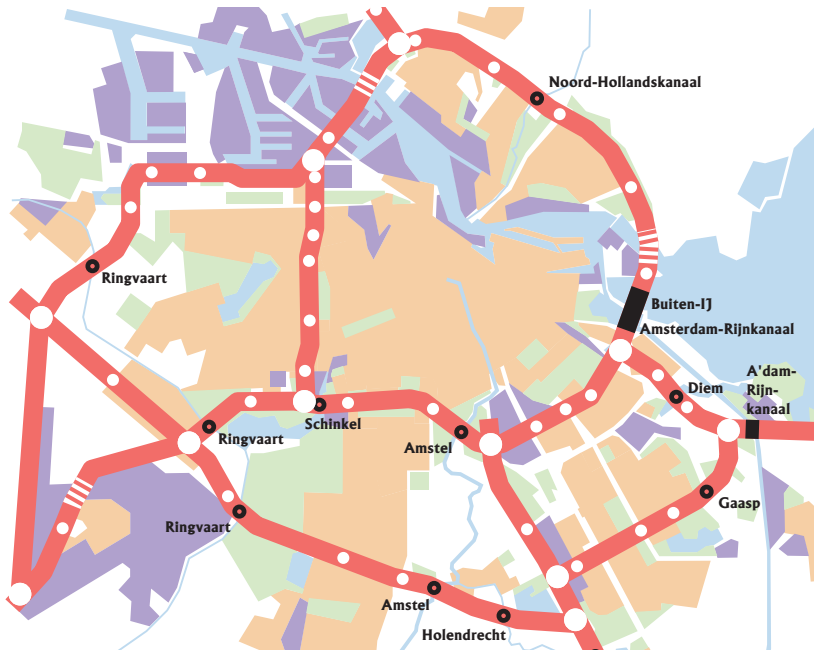 Noord-Hollandskanaal
Ringvaart
Buiten-IJ
Amsterdam-Rijnkanaal
A'dam-
Rijn-
kanaal
Diem
Schinkel
Ringvaart
Amstel
Gaasp
Ringvaart
Amstel
Holendrecht